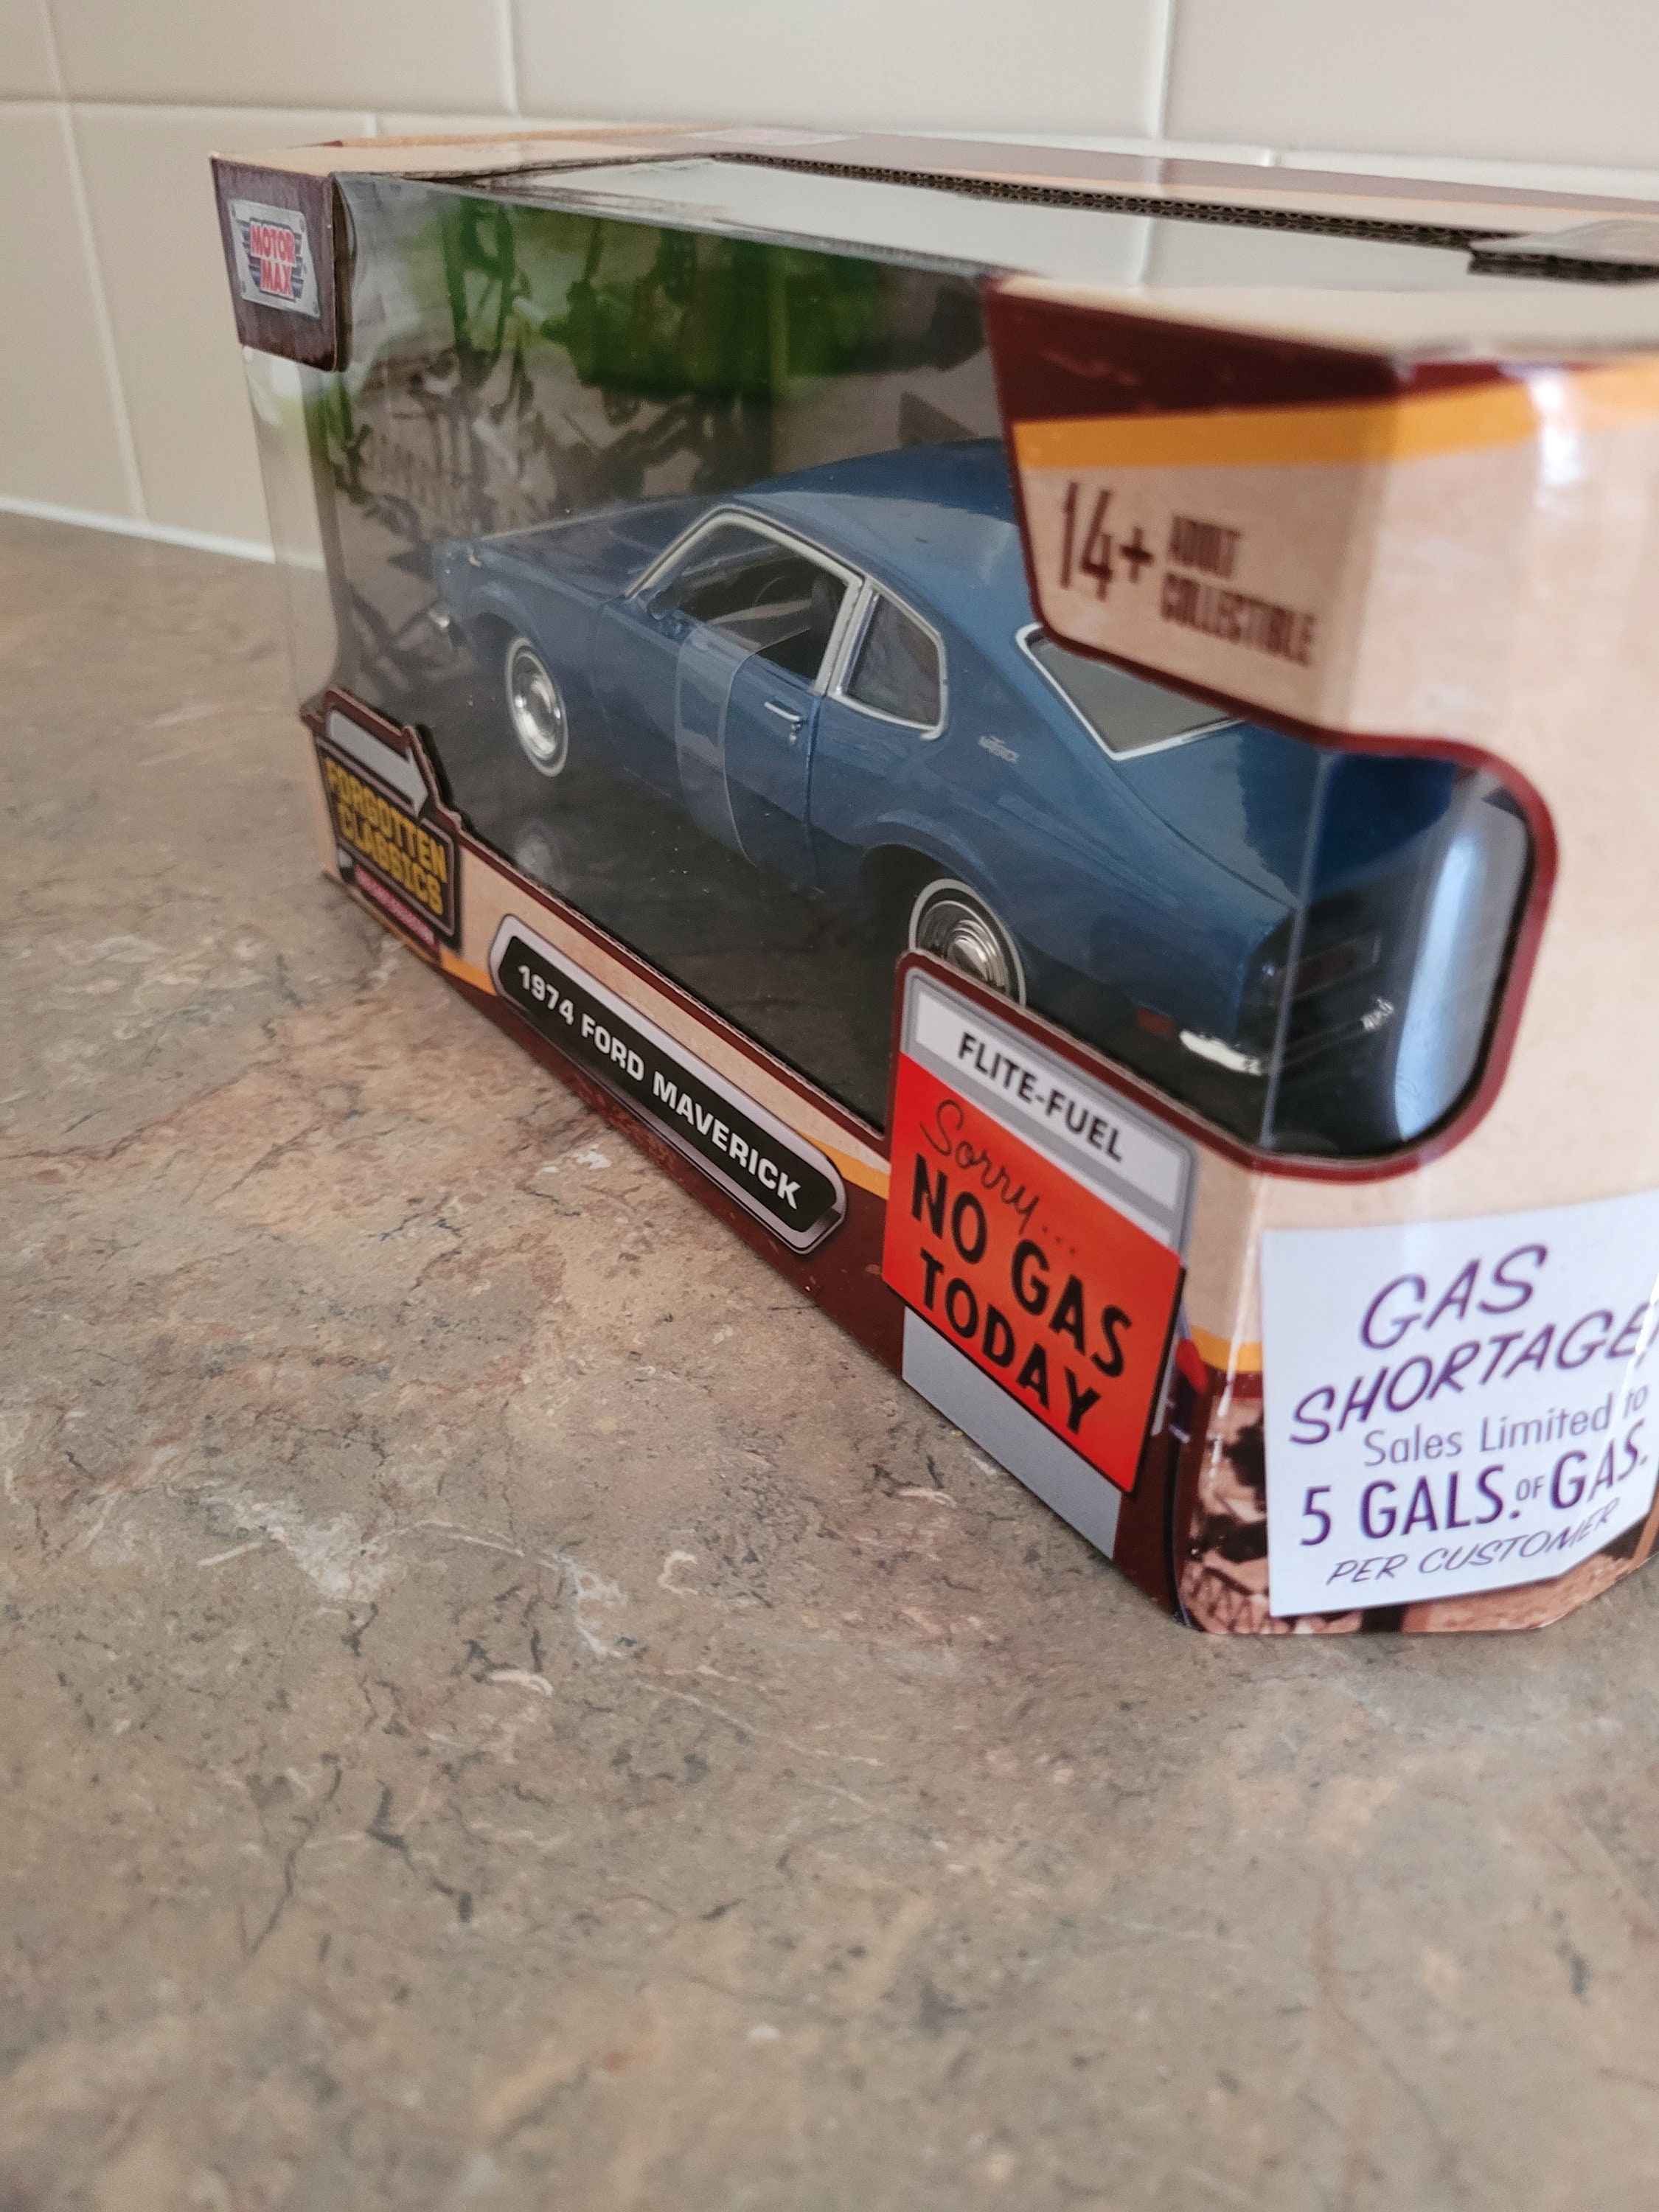 MOTOR
MAX
14+ ADULT
COLLECTIBLE
FORGOTTEN
CLASSICS
1974 FORD MAVERICK
FLITE-FUEL
Sorry...
NO GAS
TODAY
GAS
SHORTAGE!
Sales Limited to
5 GALS. OF GAS.
PER CUSTOMER